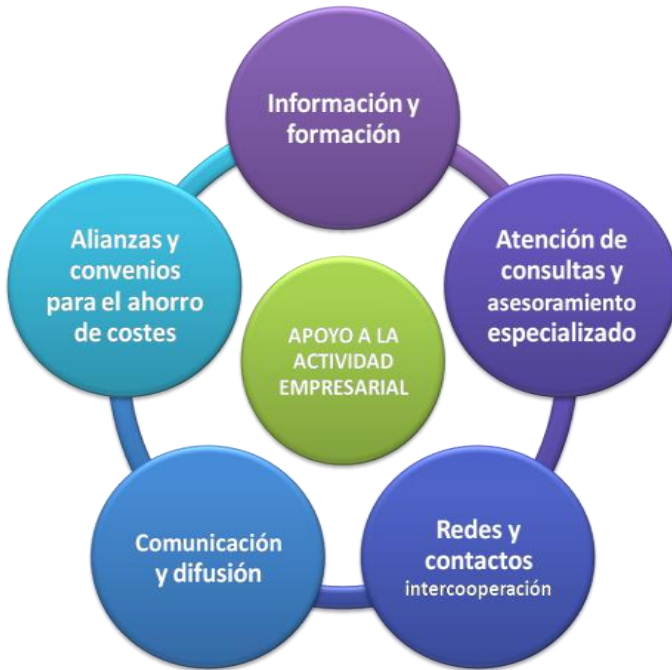 Información y
formación
Atención de
consultas y
asesoramiento
especializado
Redes y
contactos
intercooperación
Comunicación
y difusión
Alianzas y
convenios
para el ahorro
de costes
APOYO A LA
ACTIVIDAD
EMPRESARIAL